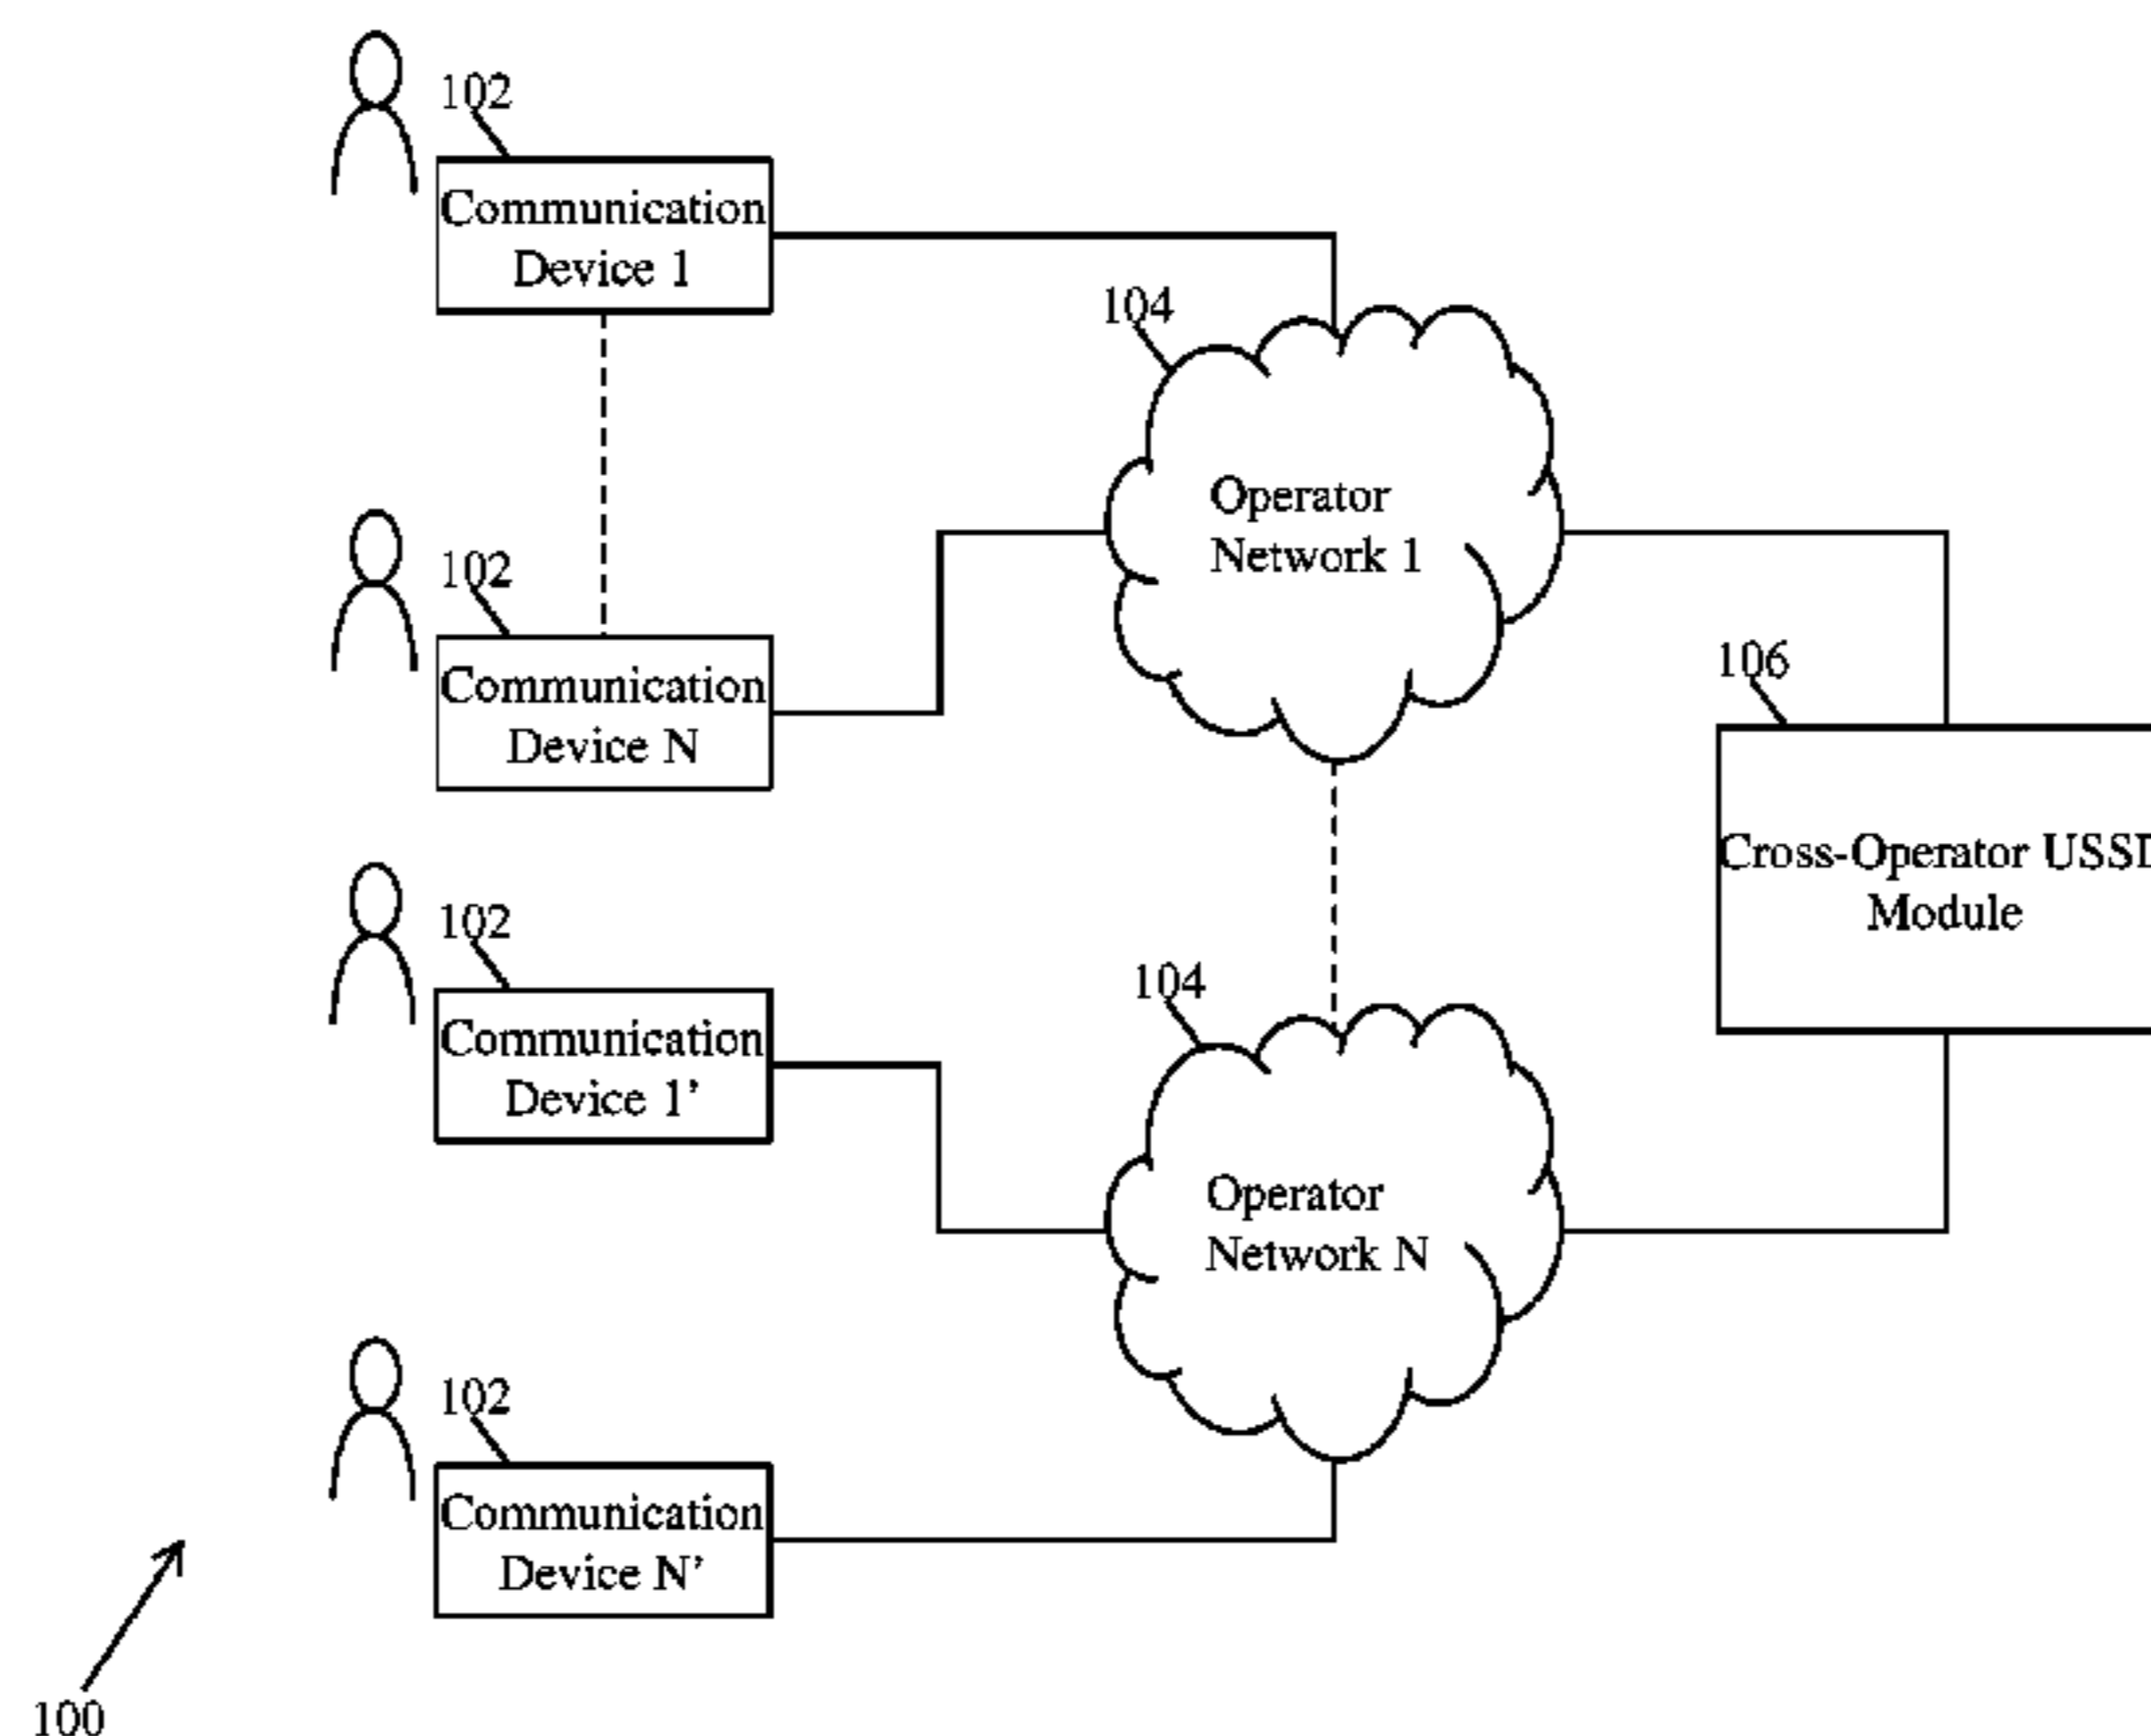 102
Communication
Device 1
104
Operator
Network 1
102
Communication
Device N
106
Cross-Operator USSD
Module
102
Communication
Device 1’
104
Operator
Network N
102
Communication
Device N’
100